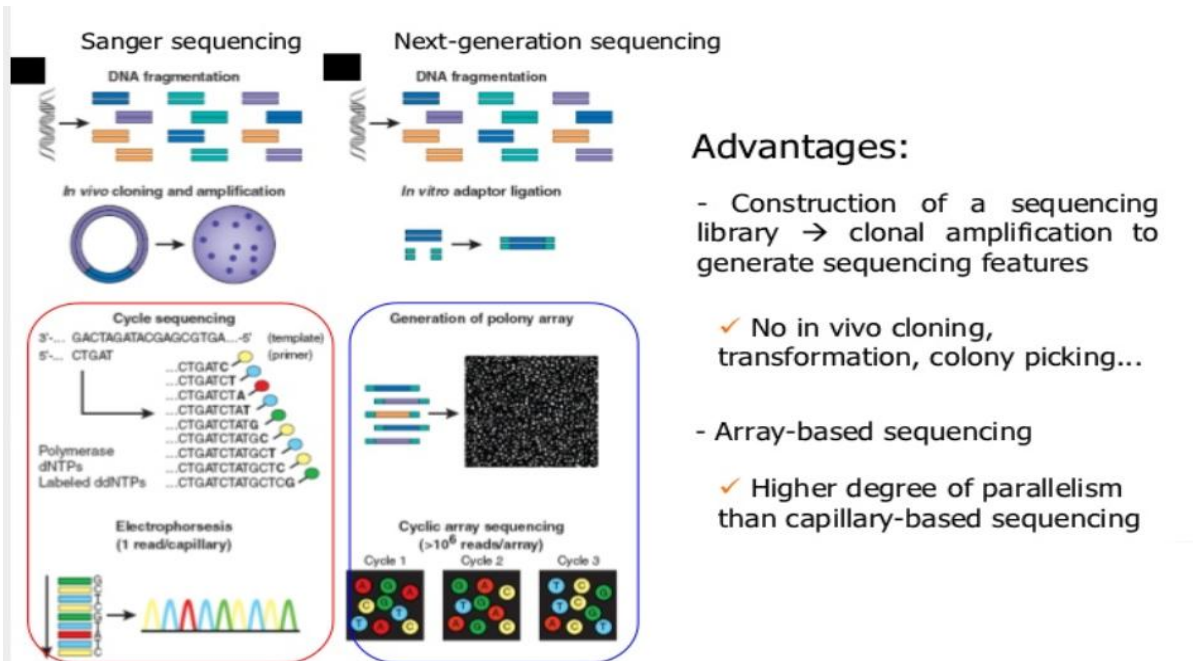 Sanger sequencing
DNA fragmentation
In vivo cloning and amplification
Cycle sequencing
3'-... GACTAGATACGAGCGTGA...-5' (template)
5'-... CTGAT (primer)
...CTGATC
...CTGATCT
...CTGATCTA
...CTGATCTAT
...CTGATCTATG
...CTGATCTATGC
...CTGATCTATGCT
...CTGATCTATGCTC
...CTGATCTATGCTCG
Polymerase
dNTPs
Labeled ddNTPs
Electrophorsesis
(1 read/capillary)
G
C
T
C
G
T
A
T
C
Next-generation sequencing
DNA fragmentation
In vitro adaptor ligation
Generation of polony array
Cyclic array sequencing
(>10⁶ reads/array)
Cycle 1 Cycle 2 Cycle 3
A G A
C G
T T
A C
G A C
T G
A
A G C
T C
G
T C
G
A C T
Advantages:
- Construction of a sequencing
library → clonal amplification to
generate sequencing features
✓ No in vivo cloning,
transformation, colony picking...
- Array-based sequencing
✓ Higher degree of parallelism
than capillary-based sequencing